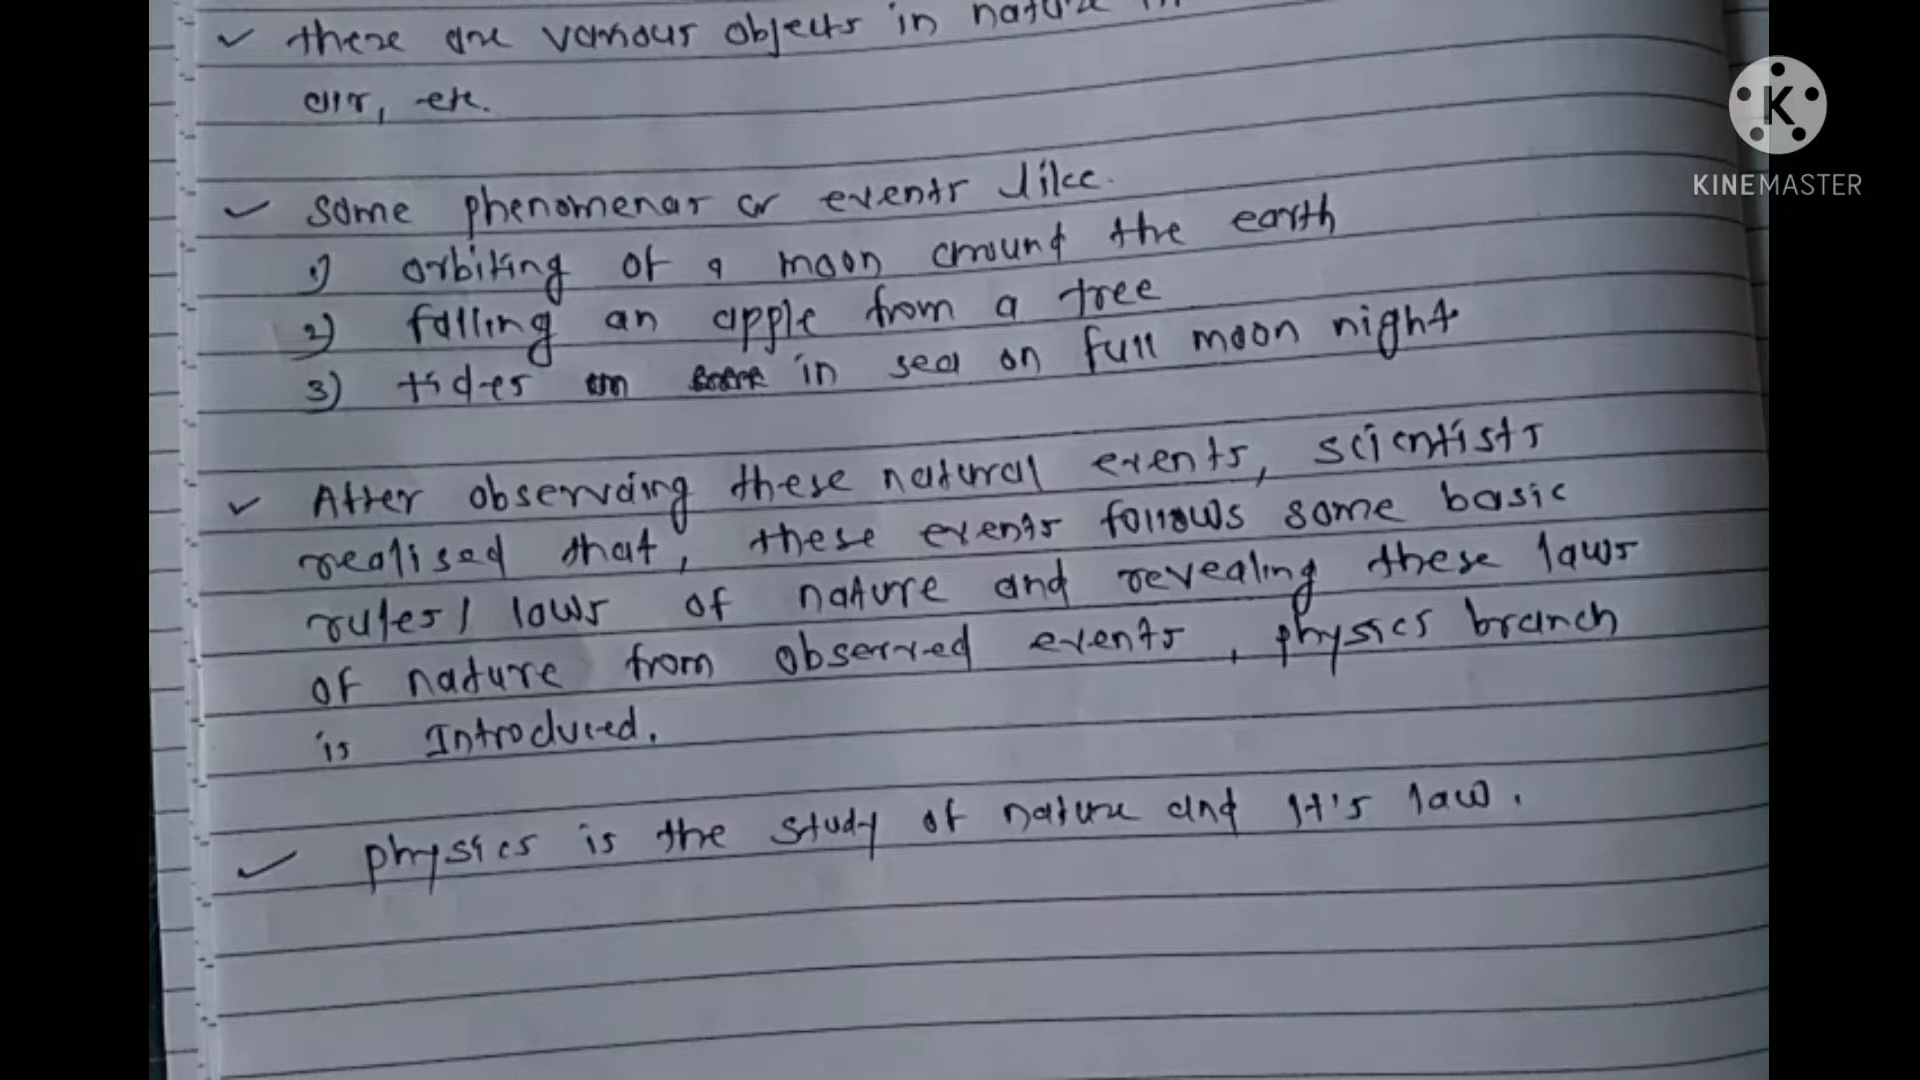 ✓ there are various objects in nature
air, etc.
✓ Some phenomenas or events like.
1) orbiting of a moon around the earth
2) falling an apple from a tree
3) tides in sea on full moon night.
✓ After observing these natural events, scientists
realised that, these events follows some basic
rules/ laws of nature and revealing these laws
of nature from observed events, physics branch
is Introduced.
✓ physics is the study of nature and It's law.
K
KINEMASTER